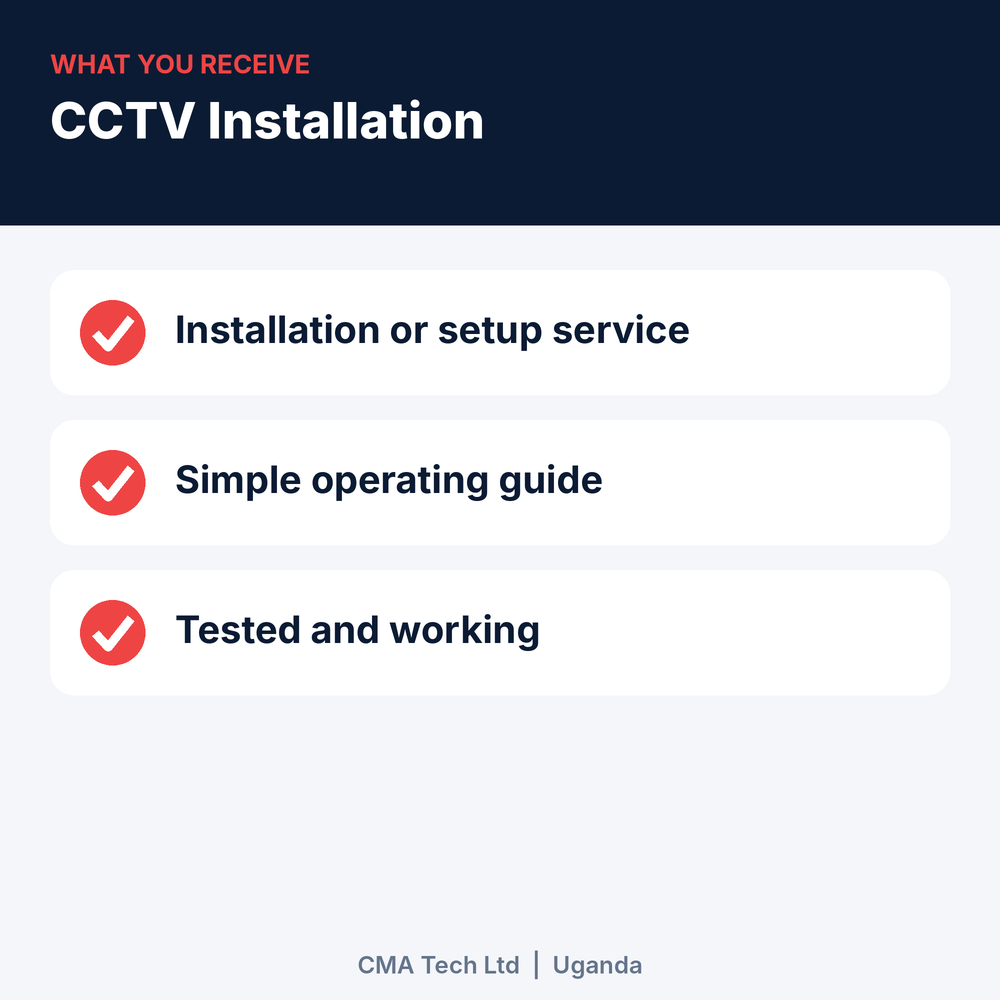 WHAT YOU RECEIVE
CCTV Installation
Installation or setup service
Simple operating guide
Tested and working
CMA Tech Ltd | Uganda